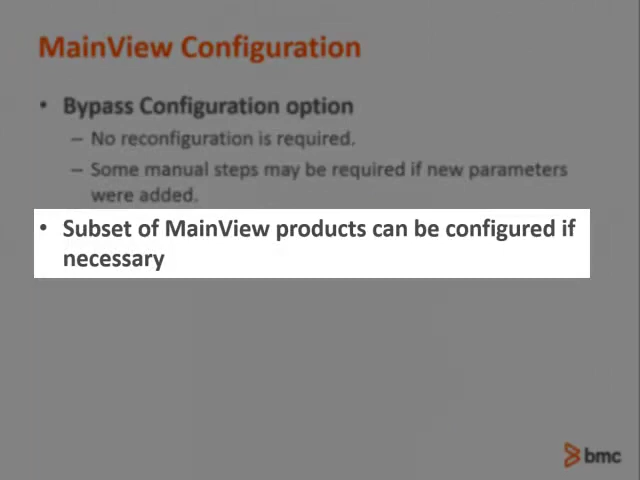 MainView Configuration
• Bypass Configuration option
– No reconfiguration is required.
– Some manual steps may be required if new parameters
were added.
• Subset of MainView products can be configured if
necessary
bmc